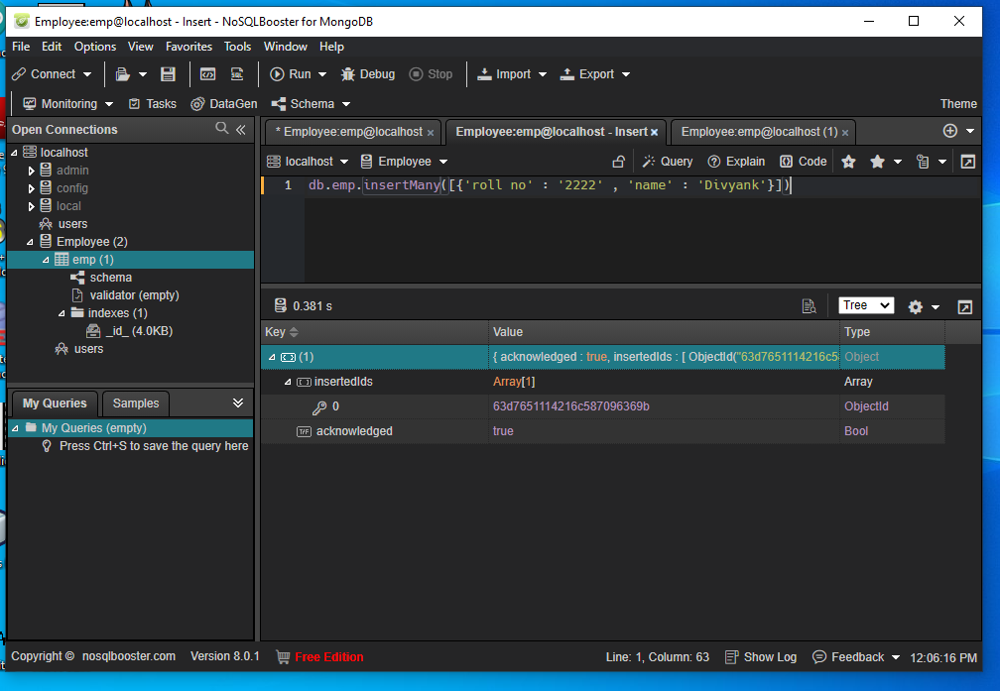 Employee:emp@localhost - Insert - NoSQLBooster for MongoDB
File Edit Options View Favorites Tools Window Help
Connect Run Debug Stop Import Export
Monitoring Tasks DataGen Schema Theme
Open Connections
localhost
admin
config
local
users
Employee (2)
emp (1)
schema
validator (empty)
indexes (1)
_id_ (4.0KB)
users
My Queries Samples
My Queries (empty)
Press Ctrl+S to save the query here
* Employee:emp@localhost × Employee:emp@localhost - Insert × Employee:emp@localhost (1) ×
localhost Employee Query Explain Code
1 db.emp.insertMany([{'roll no' : '2222' , 'name' : 'Divyank'}])
0.381 s Tree
Key Value Type
(1) { acknowledged : true, insertedIds : [ ObjectId("63d7651114216c5 Object
insertedIds Array[1] Array
0 63d7651114216c587096369b ObjectId
T/F acknowledged true Bool
Copyright © nosqlbooster.com Version 8.0.1 Free Edition Line: 1, Column: 63 Show Log Feedback 12:06:16 PM